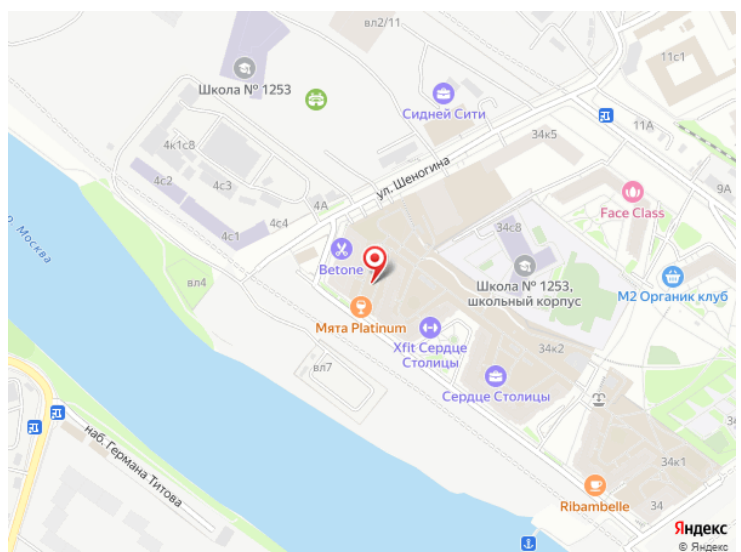 вл2/11
11с1
Школа № 1253
Сидней Сити
11А
34к5
4к1с8
ул. Шеногина
9А
4с2
4с3
4А
Face Class
4с4
34с8
4с1
р. Москва
Betone
Школа № 1253,
школьный корпус
М2 Органик клуб
вл4
Мята Platinum
Xfit Сердце
Столицы
34к2
вл7
Сердце Столицы
наб. Германа Титова
34к1
Ribambelle
34
Яндекс
© Яндекс